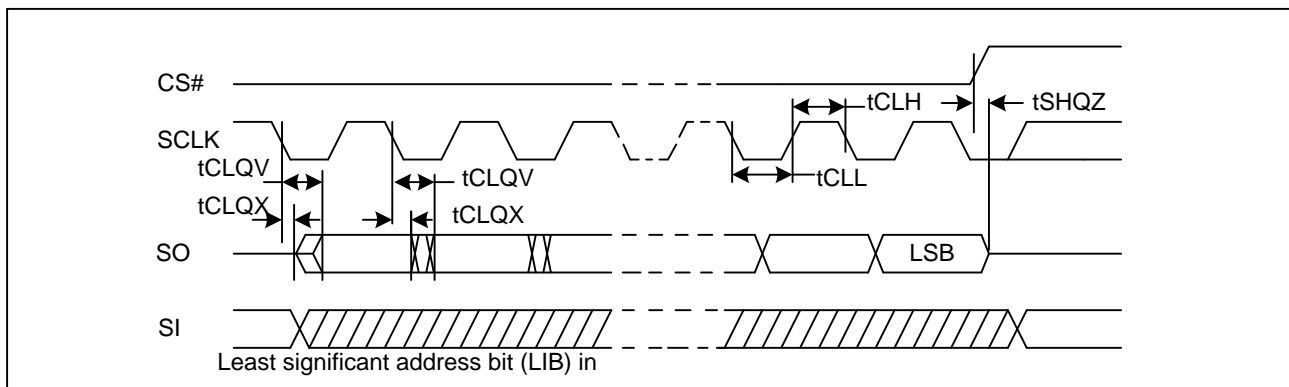 CS#
tCLH
tSHQZ
SCLK
tCLQV
tCLQV
tCLL
tCLQX
tCLQX
SO
LSB
SI
Least significant address bit (LIB) in